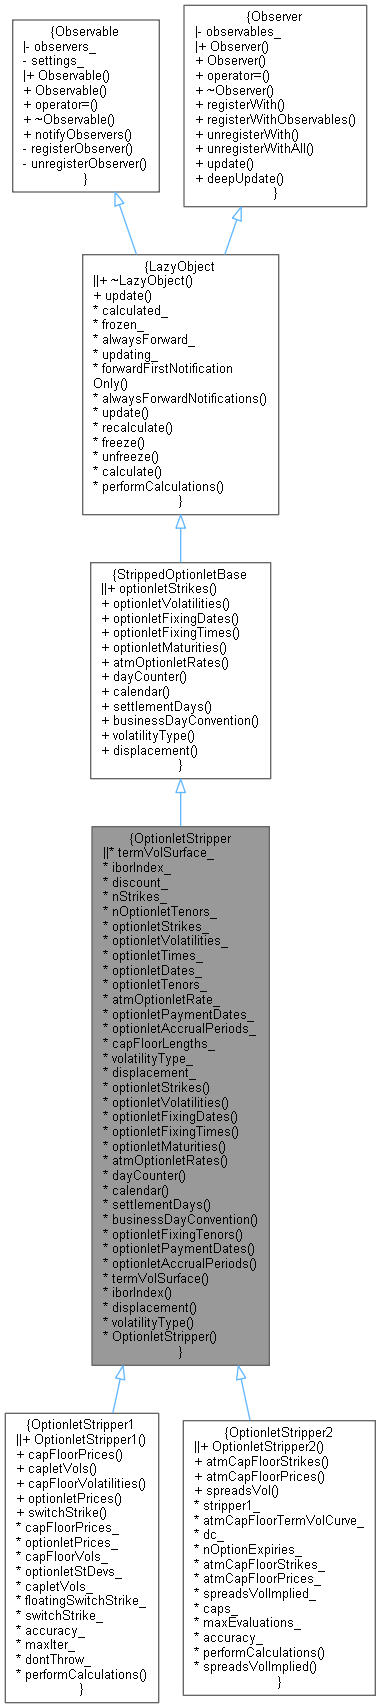 {Observable
|- observers_
- settings_
|+ Observable()
+ Observable()
+ operator=()
+ ~Observable()
+ notifyObservers()
- registerObserver()
- unregisterObserver()
}
{Observer
|- observables_
|+ Observer()
+ Observer()
+ operator=()
+ ~Observer()
+ registerWith()
+ registerWithObservables()
+ unregisterWith()
+ unregisterWithAll()
+ update()
+ deepUpdate()
}
{LazyObject
||+ ~LazyObject()
+ update()
* calculated_
* frozen_
* alwaysForward_
* updating_
* forwardFirstNotification
Only()
* alwaysForwardNotifications()
* update()
* recalculate()
* freeze()
* unfreeze()
* calculate()
* performCalculations()
}
{StrippedOptionletBase
||+ optionletStrikes()
+ optionletVolatilities()
+ optionletFixingDates()
+ optionletFixingTimes()
+ optionletMaturities()
+ atmOptionletRates()
+ dayCounter()
+ calendar()
+ settlementDays()
+ businessDayConvention()
+ volatilityType()
+ displacement()
}
{OptionletStripper
||* termVolSurface_
* iborIndex_
* discount_
* nStrikes_
* nOptionletTenors_
* optionletStrikes_
* optionletVolatilities_
* optionletTimes_
* optionletDates_
* optionletTenors_
* atmOptionletRate_
* optionletPaymentDates_
* optionletAccrualPeriods_
* capFloorLengths_
* volatilityType_
* displacement_
* optionletStrikes()
* optionletVolatilities()
* optionletFixingDates()
* optionletFixingTimes()
* optionletMaturities()
* atmOptionletRates()
* dayCounter()
* calendar()
* settlementDays()
* businessDayConvention()
* optionletFixingTenors()
* optionletPaymentDates()
* optionletAccrualPeriods()
* termVolSurface()
* iborIndex()
* displacement()
* volatilityType()
* OptionletStripper()
}
{OptionletStripper1
||+ OptionletStripper1()
+ capFloorPrices()
+ capletVols()
+ capFloorVolatilities()
+ optionletPrices()
+ switchStrike()
* capFloorPrices_
* optionletPrices_
* capFloorVols_
* optionletStDevs_
* capletVols_
* floatingSwitchStrike_
* switchStrike_
* accuracy_
* maxIter_
* dontThrow_
* performCalculations()
}
{OptionletStripper2
||+ OptionletStripper2()
+ atmCapFloorStrikes()
+ atmCapFloorPrices()
+ spreadsVol()
* stripper1_
* atmCapFloorTermVolCurve_
* dc_
* nOptionExpiries_
* atmCapFloorStrikes_
* atmCapFloorPrices_
* spreadsVolImplied_
* caps_
* maxEvaluations_
* accuracy_
* performCalculations()
* spreadsVolImplied()
}